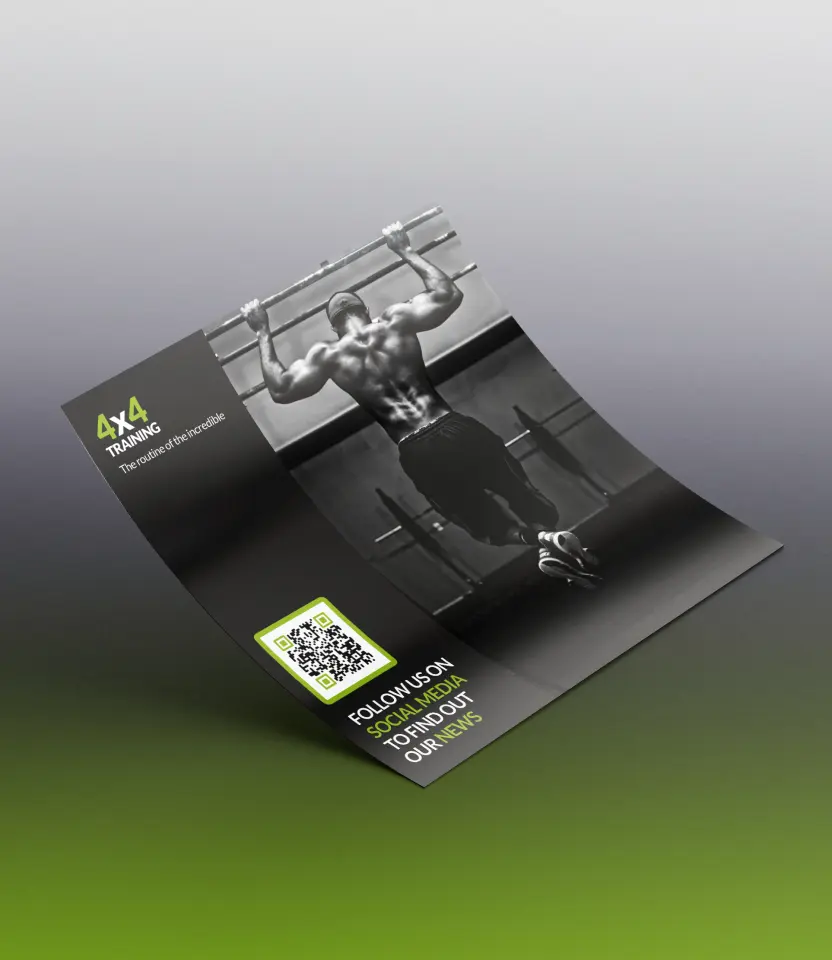 4x4
TRAINING
The routine of the incredible
FOLLOW US ON
SOCIAL MEDIA
TO FIND OUT
OUR NEWS